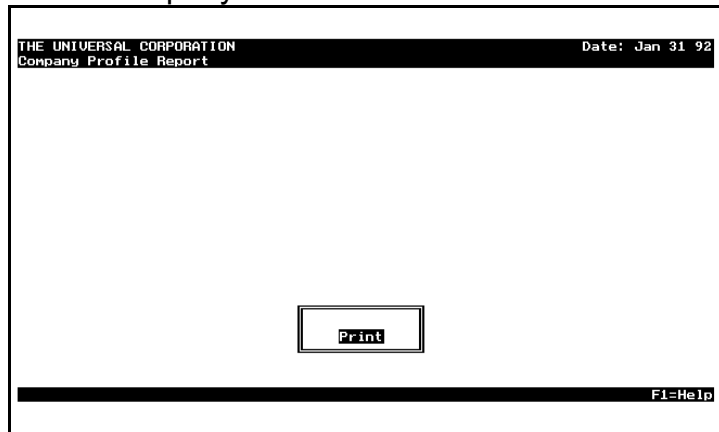 THE UNIVERSAL CORPORATION Date: Jan 31 92
Company Profile Report
Print
F1=Help